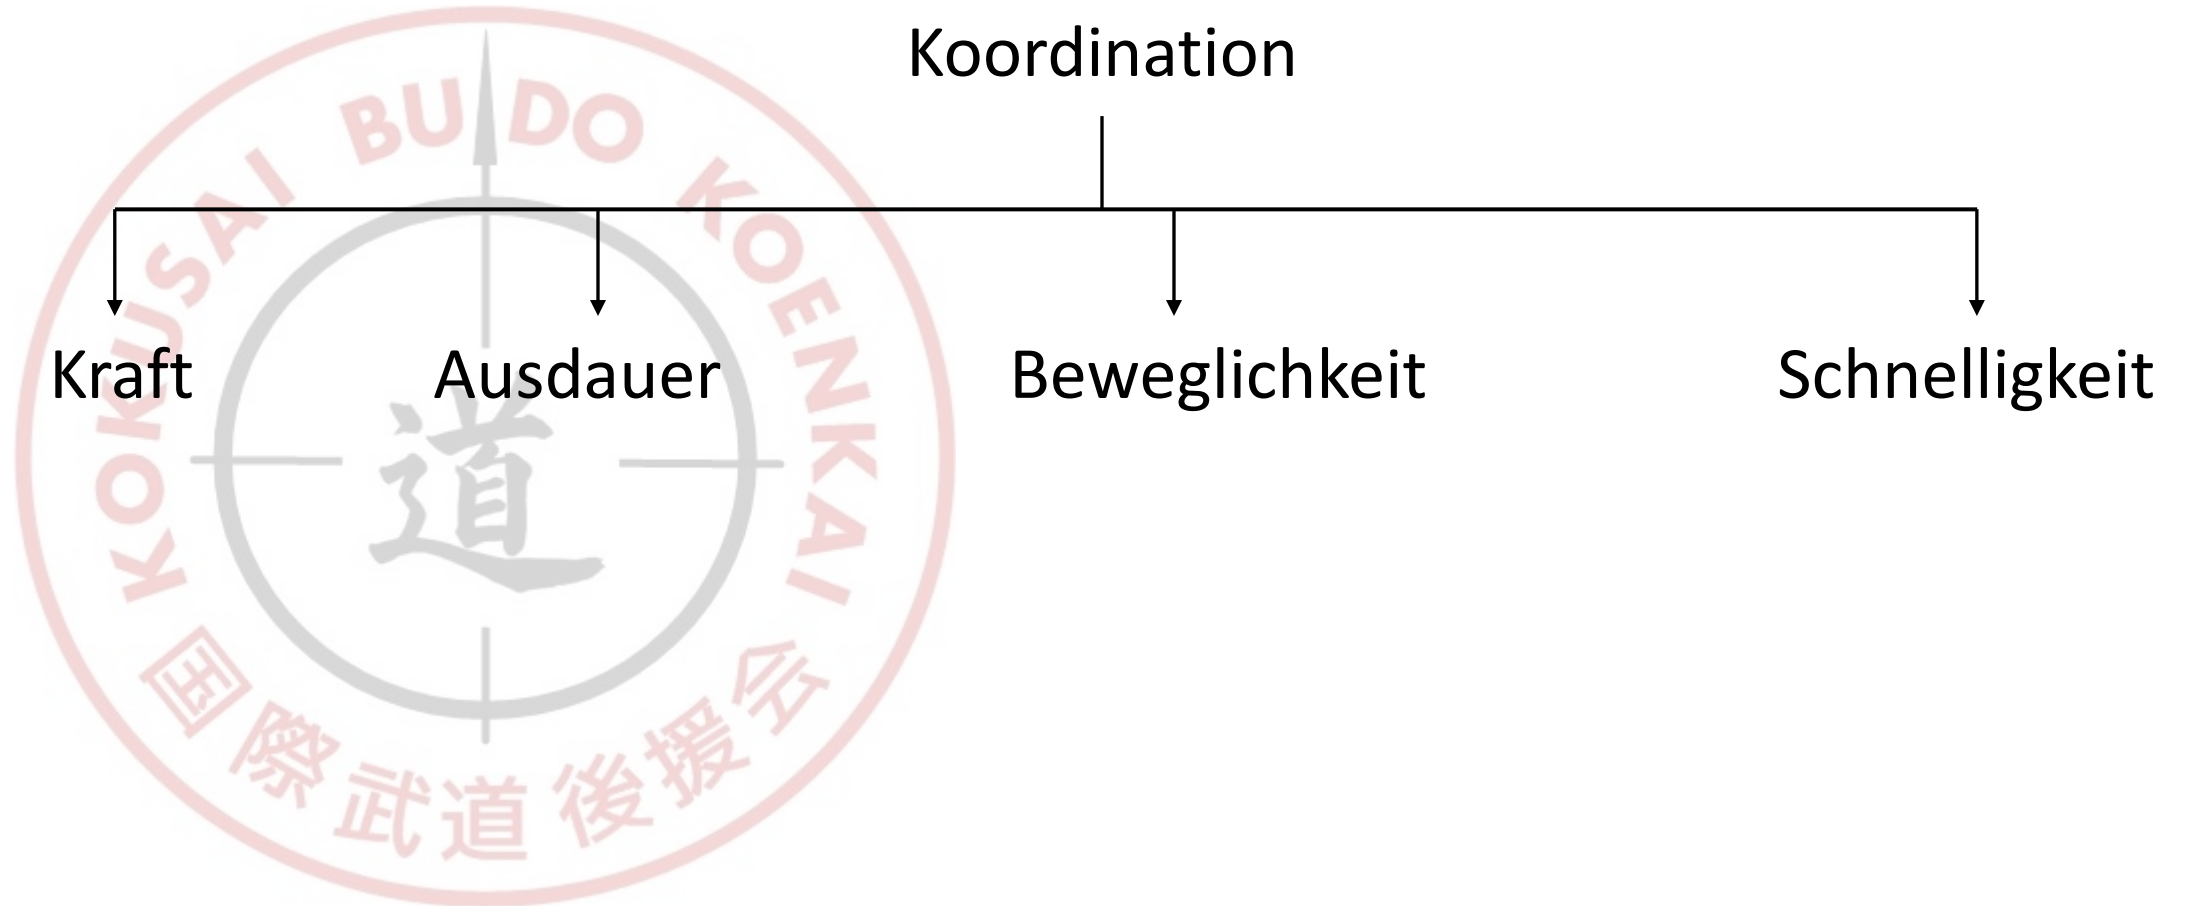 Koordination
Kraft Ausdauer Beweglichkeit Schnelligkeit
KOKUSAI BUDO KOENKAI
道
国際武道後援会